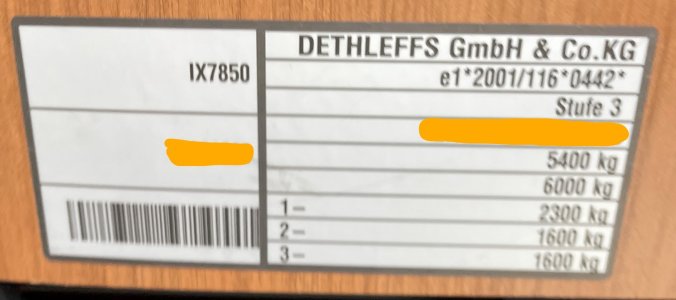 IX7850
DETHLEFFS GmbH & Co.KG
e1*2001/116*0442*
Stufe 3
5400 kg
6000 kg
1– 2300 kg
2– 1600 kg
3– 1600 kg